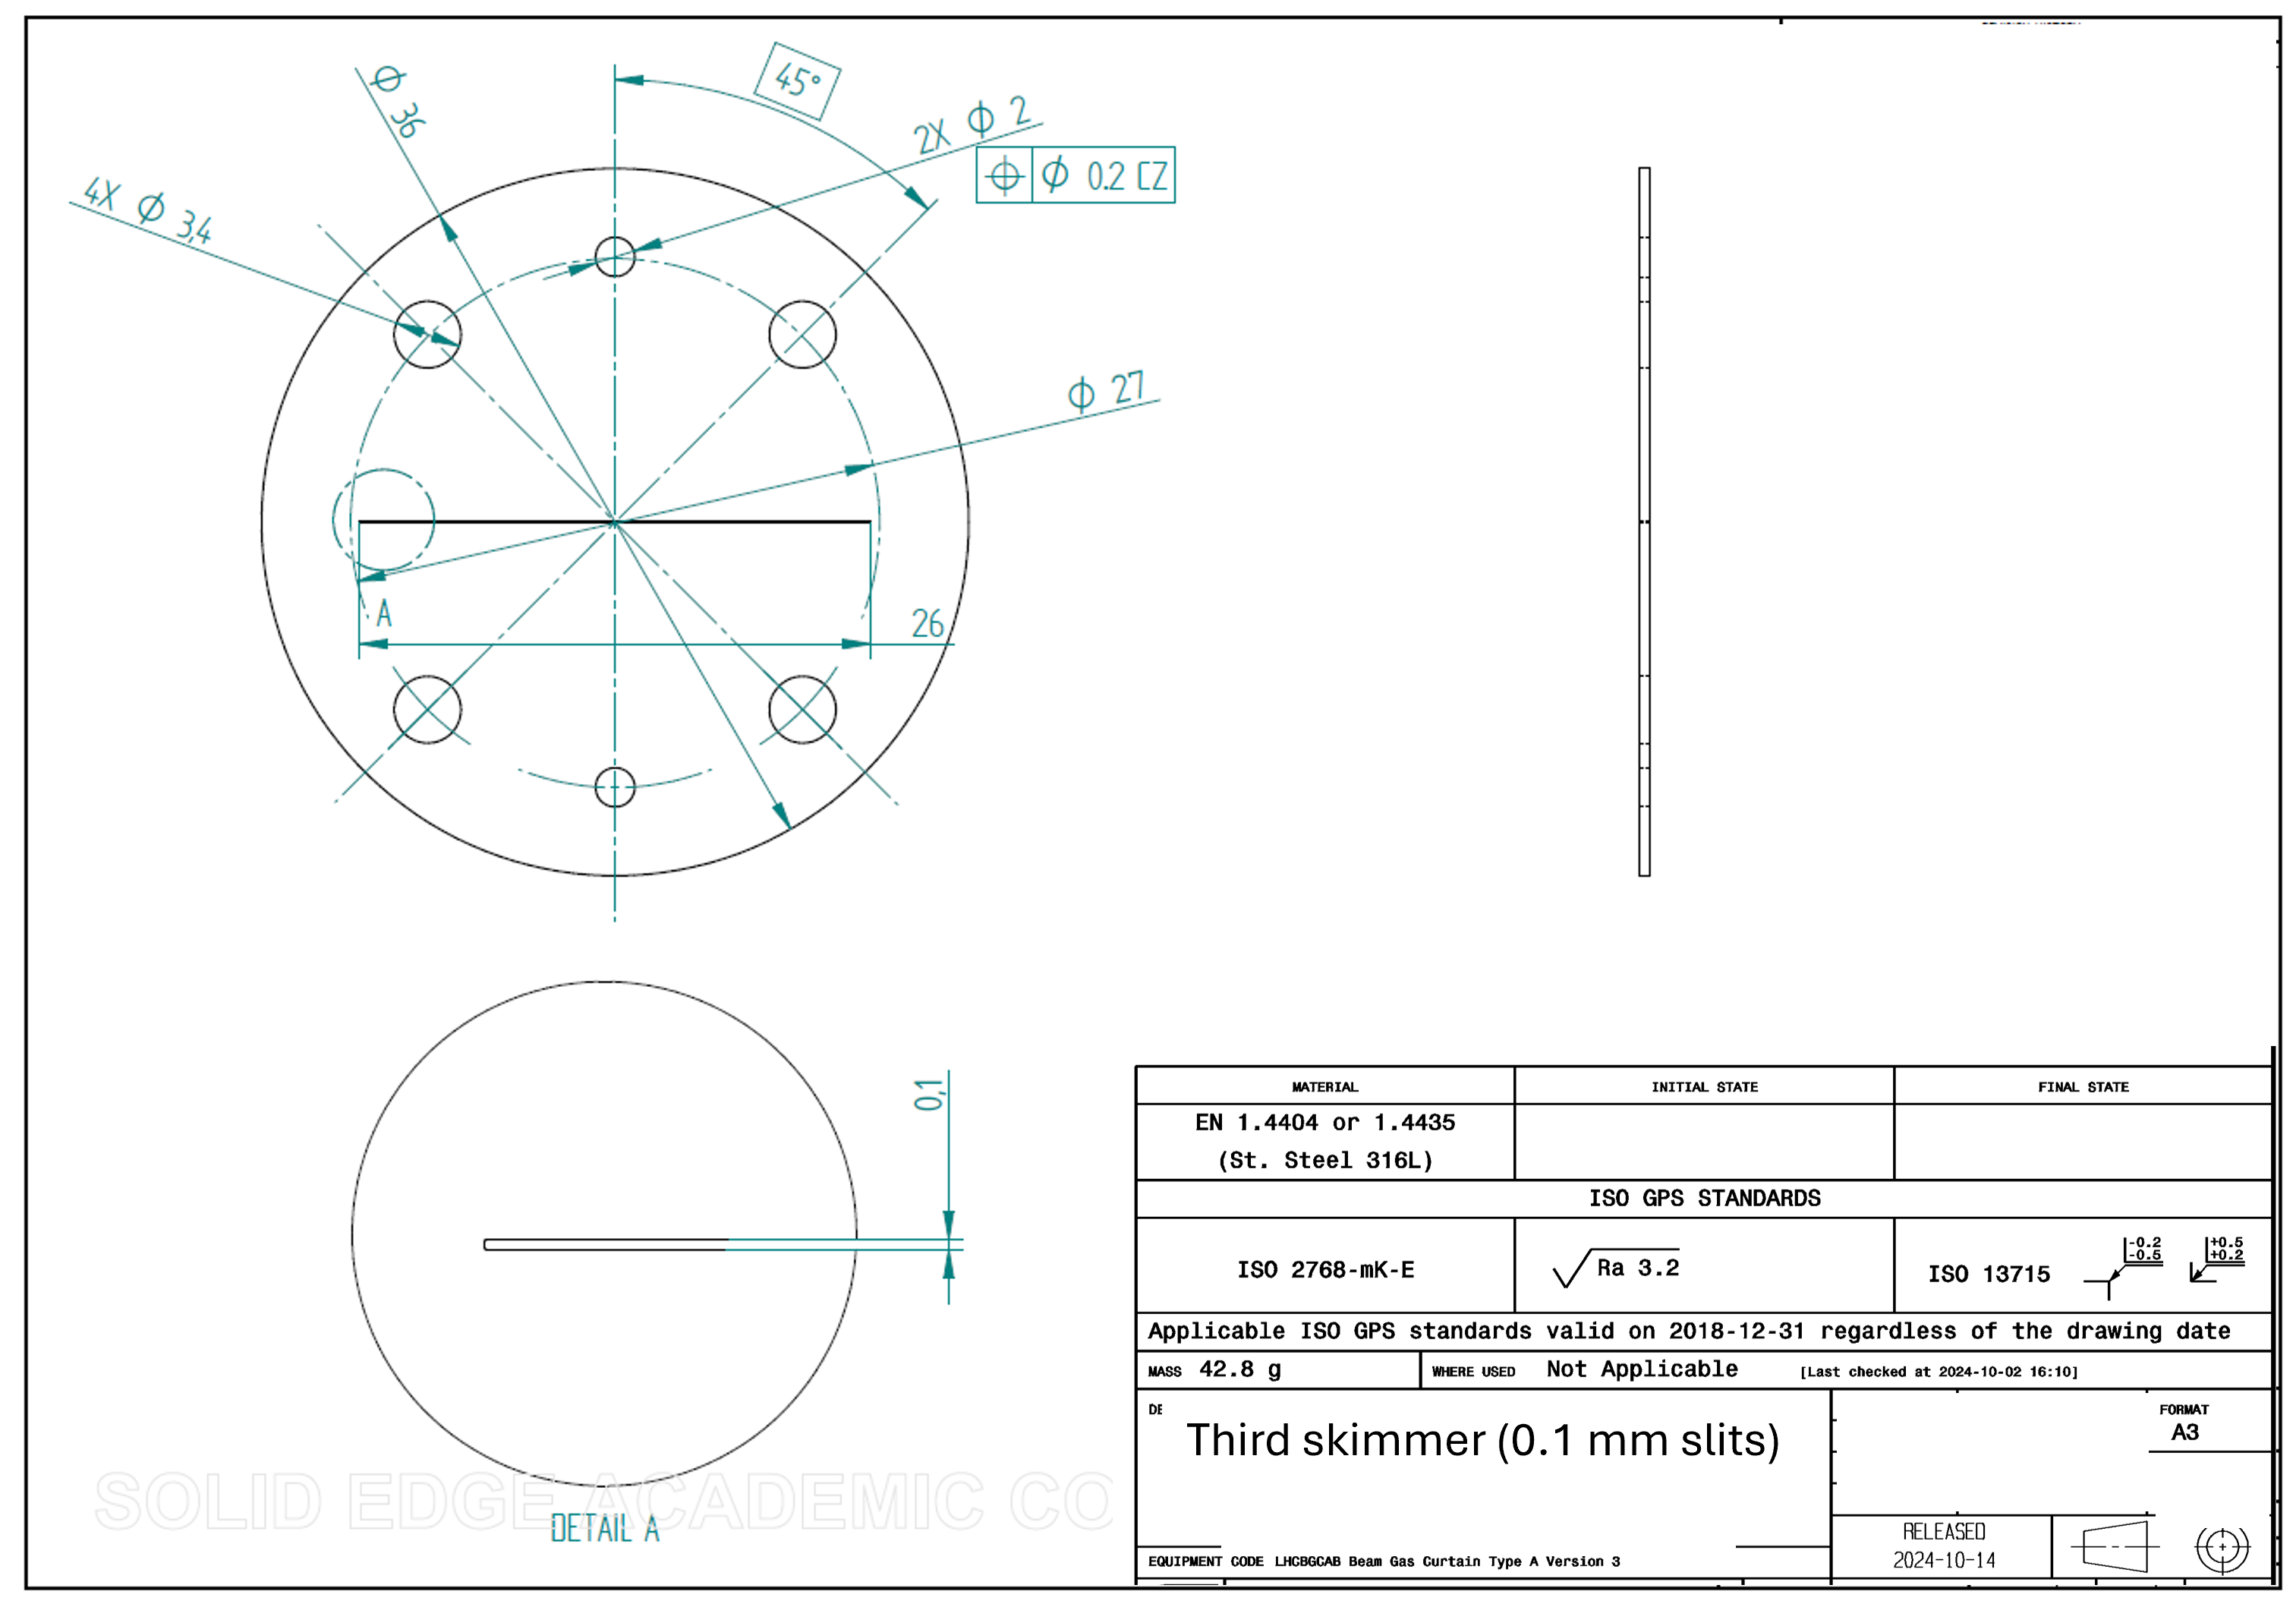 45°
Φ 36
2X Φ 2
⌖ Φ 0.2 CZ
4X Φ 3,4
Φ 27
A
26
0,1
DETAIL A
SOLID EDGE ACADEMIC CO
MATERIAL INITIAL STATE FINAL STATE
EN 1.4404 or 1.4435
(St. Steel 316L)
ISO GPS STANDARDS
ISO 2768-mK-E Ra 3.2 ISO 13715 -0.2 -0.5 +0.5 +0.2
Applicable ISO GPS standards valid on 2018-12-31 regardless of the drawing date
MASS 42.8 g WHERE USED Not Applicable [Last checked at 2024-10-02 16:10]
DE
FORMAT
A3
Third skimmer (0.1 mm slits)
RELEASED
2024-10-14
EQUIPMENT CODE LHCBGCAB Beam Gas Curtain Type A Version 3